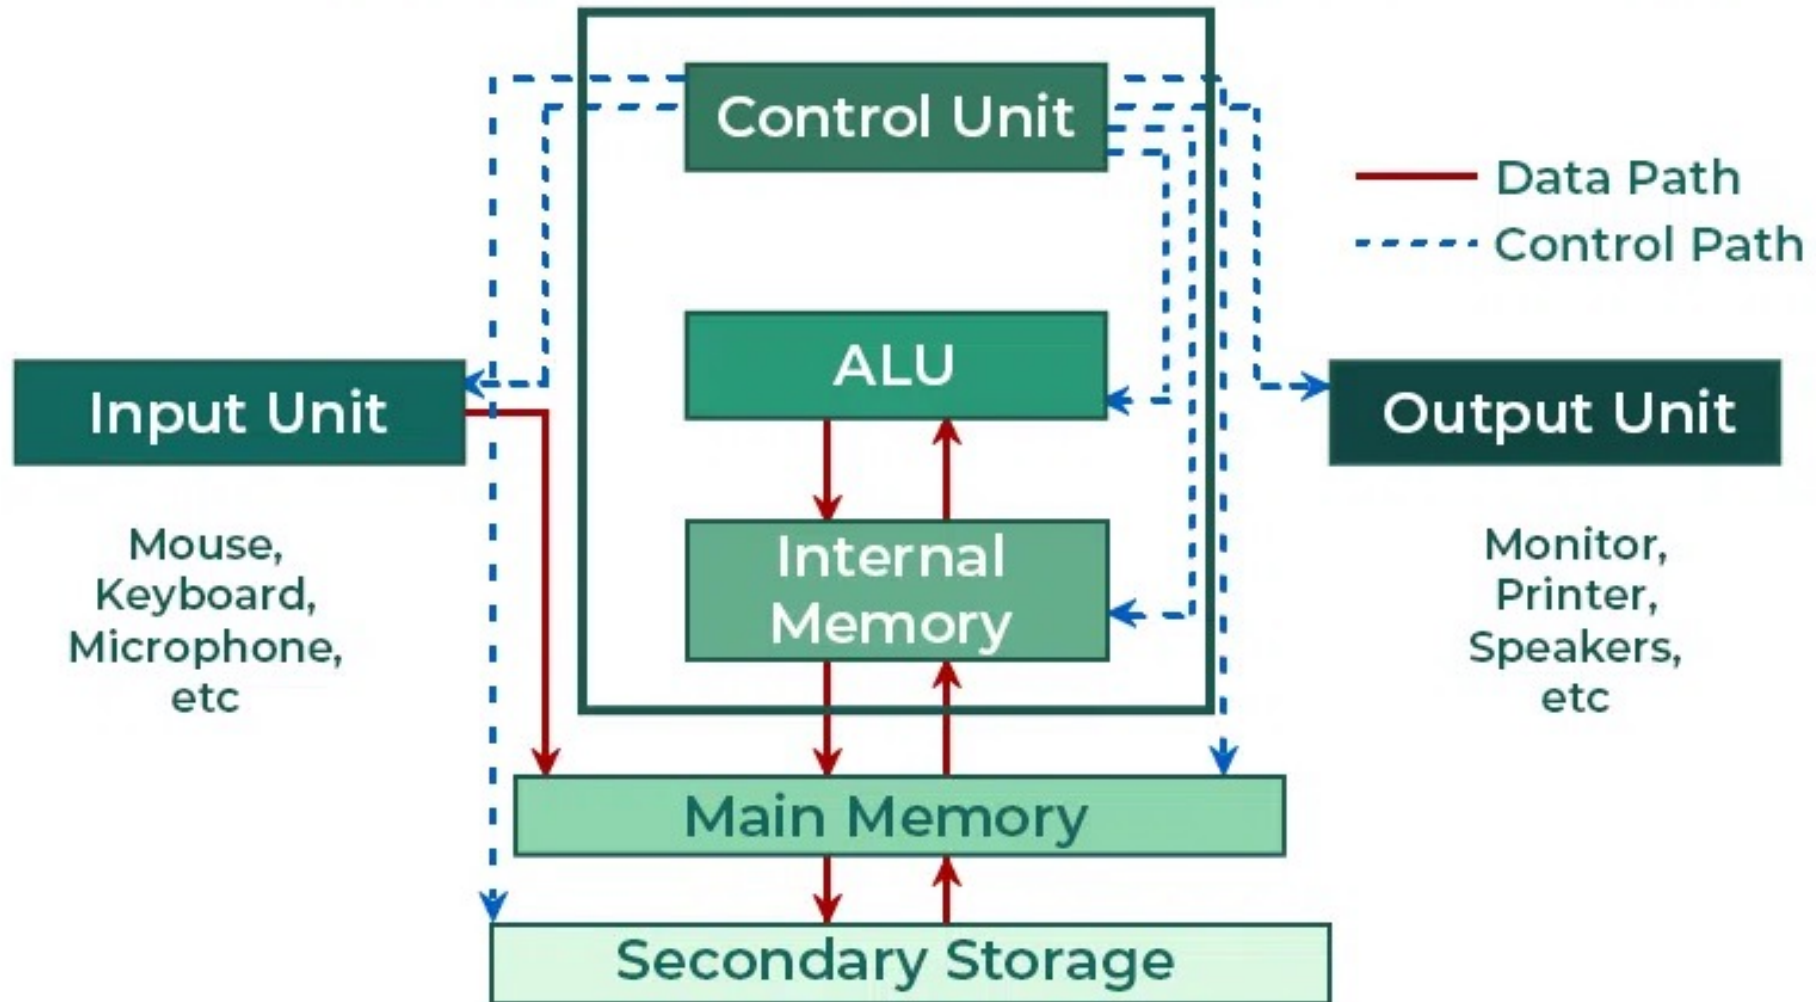 Control Unit
Data Path
Control Path
ALU
Input Unit
Output Unit
Mouse,
Keyboard,
Microphone,
etc
Internal
Memory
Monitor,
Printer,
Speakers,
etc
Main Memory
Secondary Storage